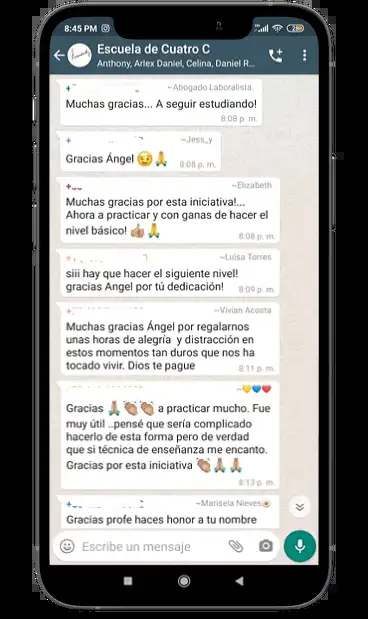 8:45 PM
Escuela de Cuatro C
Anthony, Arlex Daniel, Celina, Daniel R...
~Abogado Laboralista.
Muchas gracias... A seguir estudiando!
8:08 p. m.
~Jess_y
Gracias Ángel 😉🙏
8:08 p. m.
~Elizabeth
Muchas gracias por esta iniciativa!...
Ahora a practicar y con ganas de hacer el
nivel básico! 👍🏽🙏
8:08 p. m.
~Luisa Torres
siii hay que hacer el siguiente nivel!
gracias Angel por tú dedicación!
8:09 p. m.
~Vivian Acosta
Muchas gracias Ángel por regalarnos
unas horas de alegría y distracción en
estos momentos tan duros que nos ha
tocado vivir. Dios te pague
8:11 p. m.
~💛💙❤️
Gracias 🙏🏽👏🏽👏🏽 a practicar mucho. Fue
muy útil ..pensé que sería complicado
hacerlo de esta forma pero de verdad
que si técnica de enseñanza me encanto.
Gracias por esta iniciativa 👏🏽🙏🏽🙏🏽
8:13 p. m.
~Marisela Nieves
Gracias profe haces honor a tu nombre
Escribe un mensaje